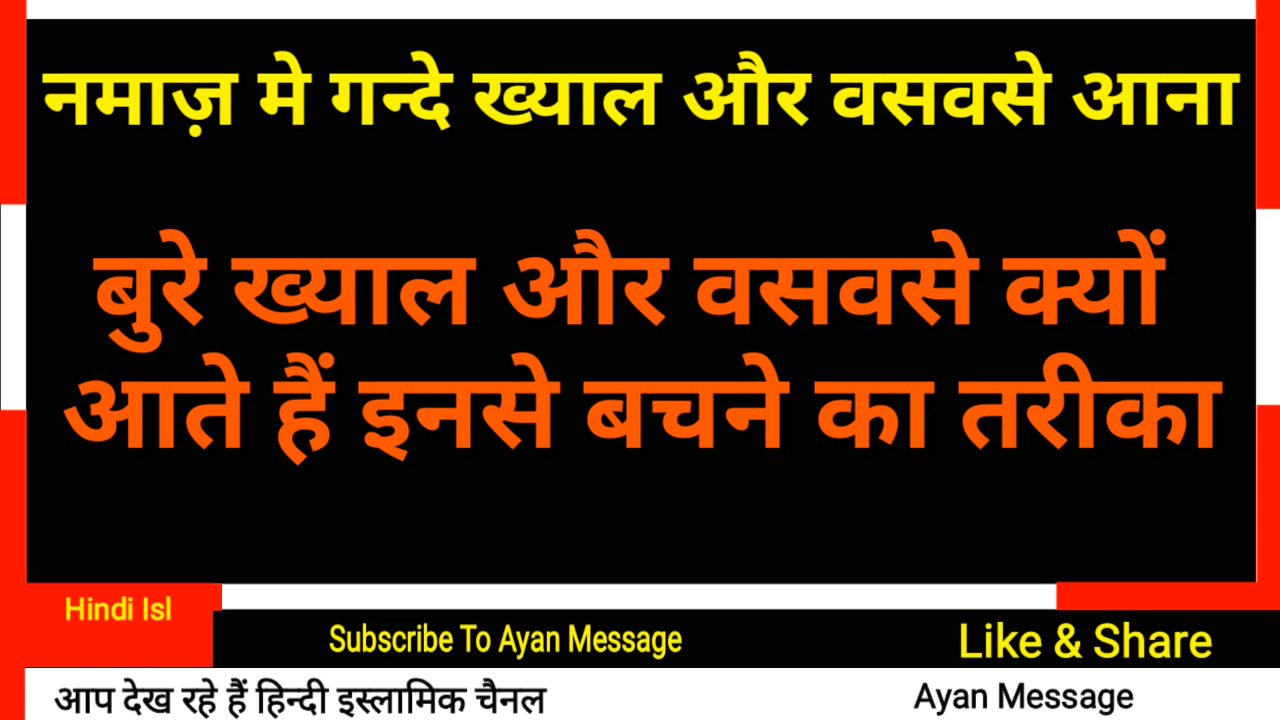 नमाज़ मे गन्दे ख्याल और वसवसे आना
बुरे ख्याल और वसवसे क्यों
आते हैं इनसे बचने का तरीका
Hindi Isl
Subscribe To Ayan Message
Like & Share
आप देख रहे हैं हिन्दी इस्लामिक चैनल
Ayan Message